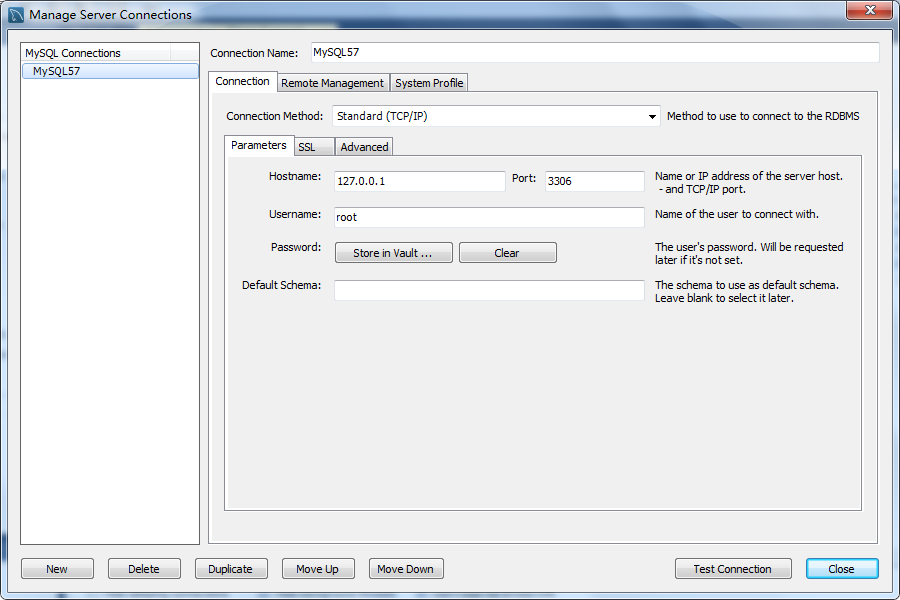 Manage Server Connections
MySQL Connections
MySQL57
Connection Name: MySQL57
Connection Remote Management System Profile
Connection Method: Standard (TCP/IP) Method to use to connect to the RDBMS
Parameters SSL Advanced
Hostname: 127.0.0.1 Port: 3306 Name or IP address of the server host.
- and TCP/IP port.
Username: root Name of the user to connect with.
Password: Store in Vault ... Clear The user's password. Will be requested
later if it's not set.
Default Schema: The schema to use as default schema.
Leave blank to select it later.
New Delete Duplicate Move Up Move Down Test Connection Close